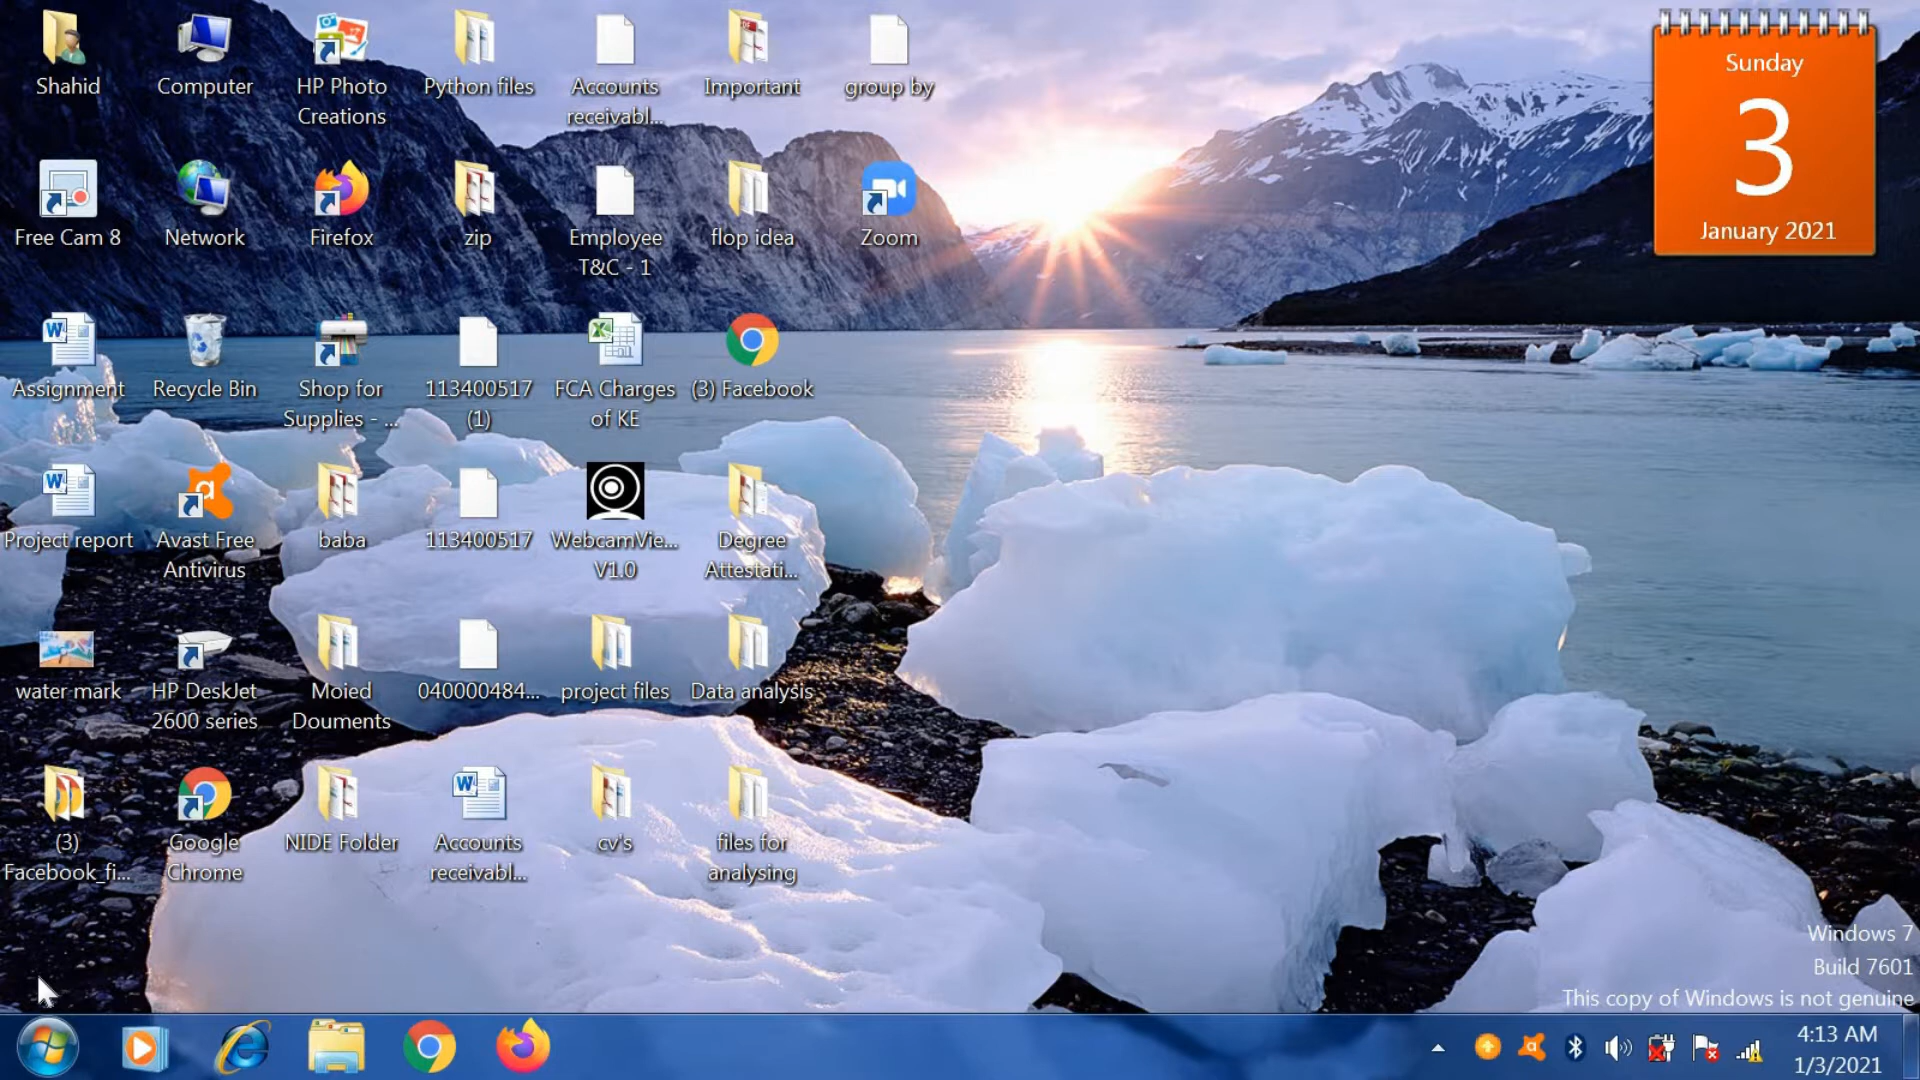 Shahid
Computer
HP Photo
Creations
Python files
Accounts
receivabl...
Important
group by
Sunday
3
January 2021
Free Cam 8
Network
Firefox
zip
Employee
T&C - 1
flop idea
Zoom
Assignment
Recycle Bin
Shop for
Supplies - ...
113400517
(1)
FCA Charges
of KE
(3) Facebook
Project report
Avast Free
Antivirus
baba
113400517
WebcamVie...
V1.0
Degree
Attestati...
water mark
HP DeskJet
2600 series
Moied
Douments
040000484...
project files
Data analysis
(3)
Facebook_fi...
Google
Chrome
NIDE Folder
Accounts
receivabl...
cv's
files for
analysing
Windows 7
Build 7601
This copy of Windows is not genuine
4:13 AM
1/3/2021